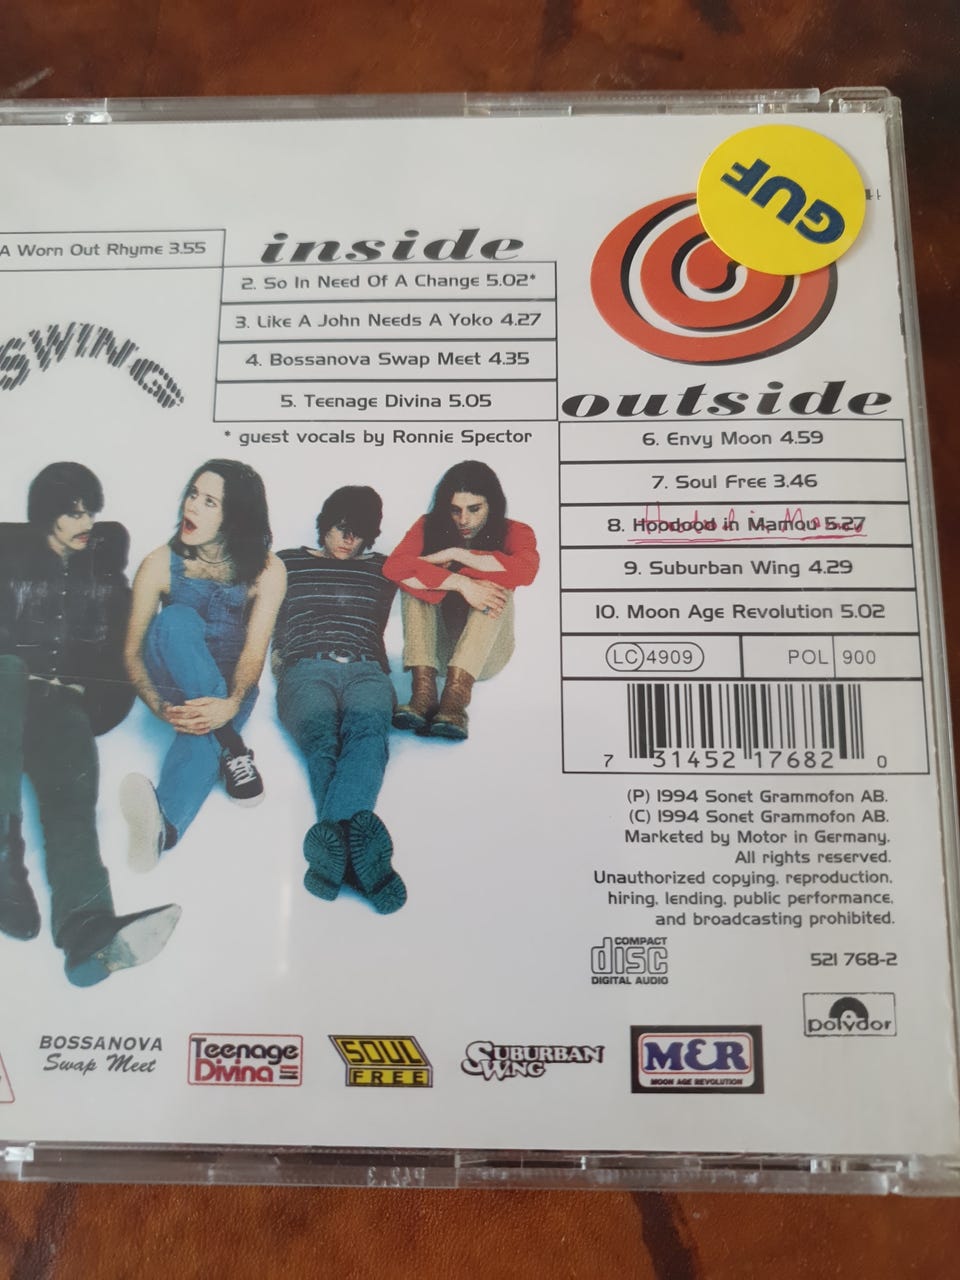 GUF
A Worn Out Rhyme 3.55
inside
2. So In Need Of A Change 5.02*
3. Like A John Needs A Yoko 4.27
4. Bossanova Swap Meet 4.35
5. Teenage Divina 5.05
* guest vocals by Ronnie Spector
SWING
outside
6. Envy Moon 4.59
7. Soul Free 3.46
8. Hoodood in Mamou 5.27
9. Suburban Wing 4.29
10. Moon Age Revolution 5.02
LC 4909
POL 900
7 31452 17682 0
(P) 1994 Sonet Grammofon AB.
(C) 1994 Sonet Grammofon AB.
Marketed by Motor in Germany.
All rights reserved.
Unauthorized copying, reproduction,
hiring, lending, public performance,
and broadcasting prohibited.
COMPACT
disc
DIGITAL AUDIO
521 768-2
polydor
BOSSANOVA
Swap Meet
Teenage
Divina
SOUL
FREE
SUBURBAN
WING
M&R
MOON AGE REVOLUTION